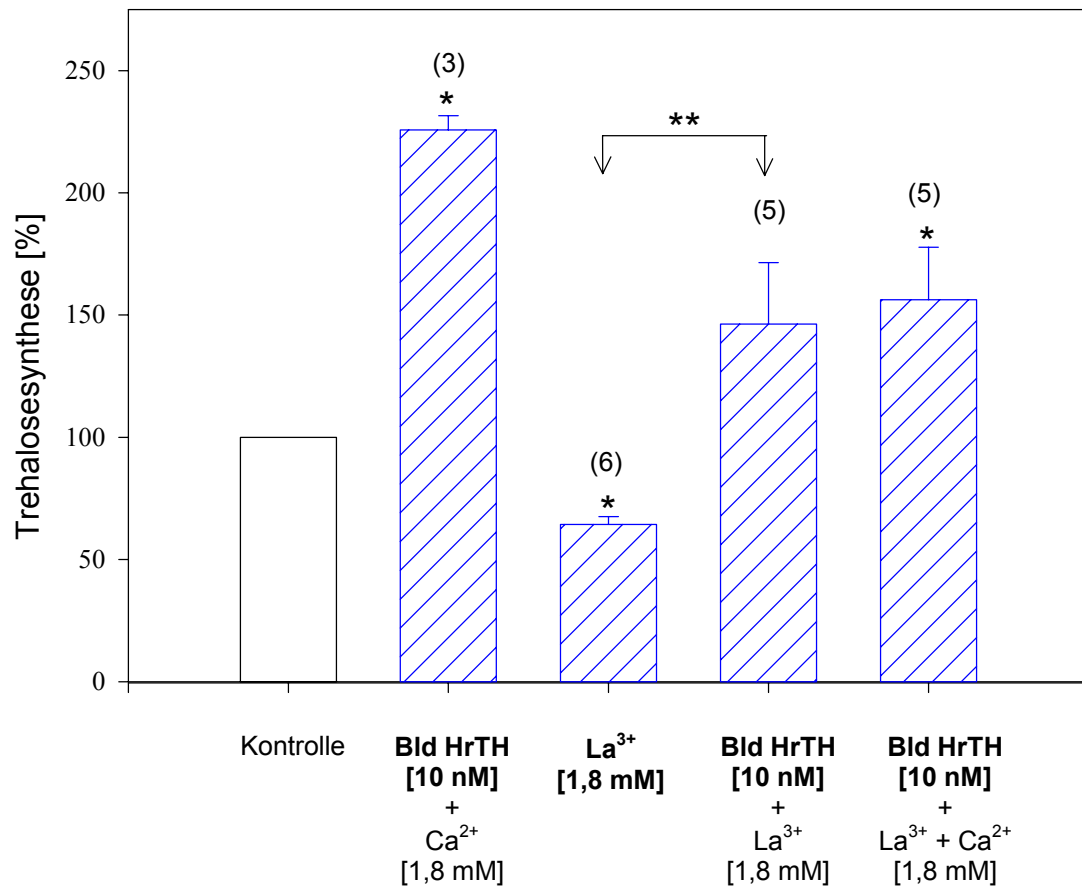 Trehalosesynthese [%]
250
200
150
100
50
0
(3)
*
**
(6)
*
(5)
(5)
*
Kontrolle
Bld HrTH
[10 nM]
+
Ca²⁺
[1,8 mM]
La³⁺
[1,8 mM]
Bld HrTH
[10 nM]
+
La³⁺
[1,8 mM]
Bld HrTH
[10 nM]
+
La³⁺ + Ca²⁺
[1,8 mM]